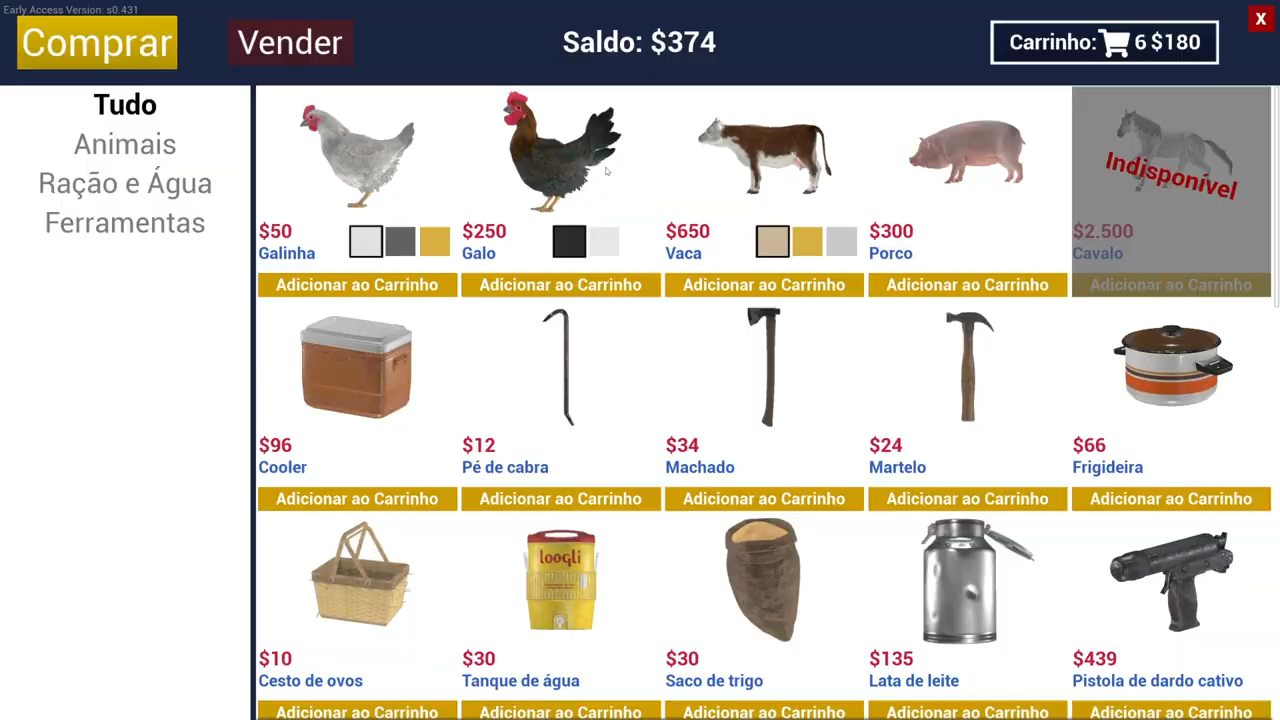 Early Access Version: s0.431
Comprar
Vender
Saldo: $374
Carrinho: 6 $180
X
Tudo
Animais
Ração e Água
Ferramentas
$50
Galinha
Adicionar ao Carrinho
$250
Galo
Adicionar ao Carrinho
$650
Vaca
Adicionar ao Carrinho
$300
Porco
Adicionar ao Carrinho
Indisponível
$2.500
Cavalo
Adicionar ao Carrinho
$96
Cooler
Adicionar ao Carrinho
$12
Pé de cabra
Adicionar ao Carrinho
$34
Machado
Adicionar ao Carrinho
$24
Martelo
Adicionar ao Carrinho
$66
Frigideira
Adicionar ao Carrinho
$10
Cesto de ovos
Adicionar ao Carrinho
loogli
$30
Tanque de água
Adicionar ao Carrinho
$30
Saco de trigo
Adicionar ao Carrinho
$135
Lata de leite
Adicionar ao Carrinho
$439
Pistola de dardo cativo
Adicionar ao Carrinho